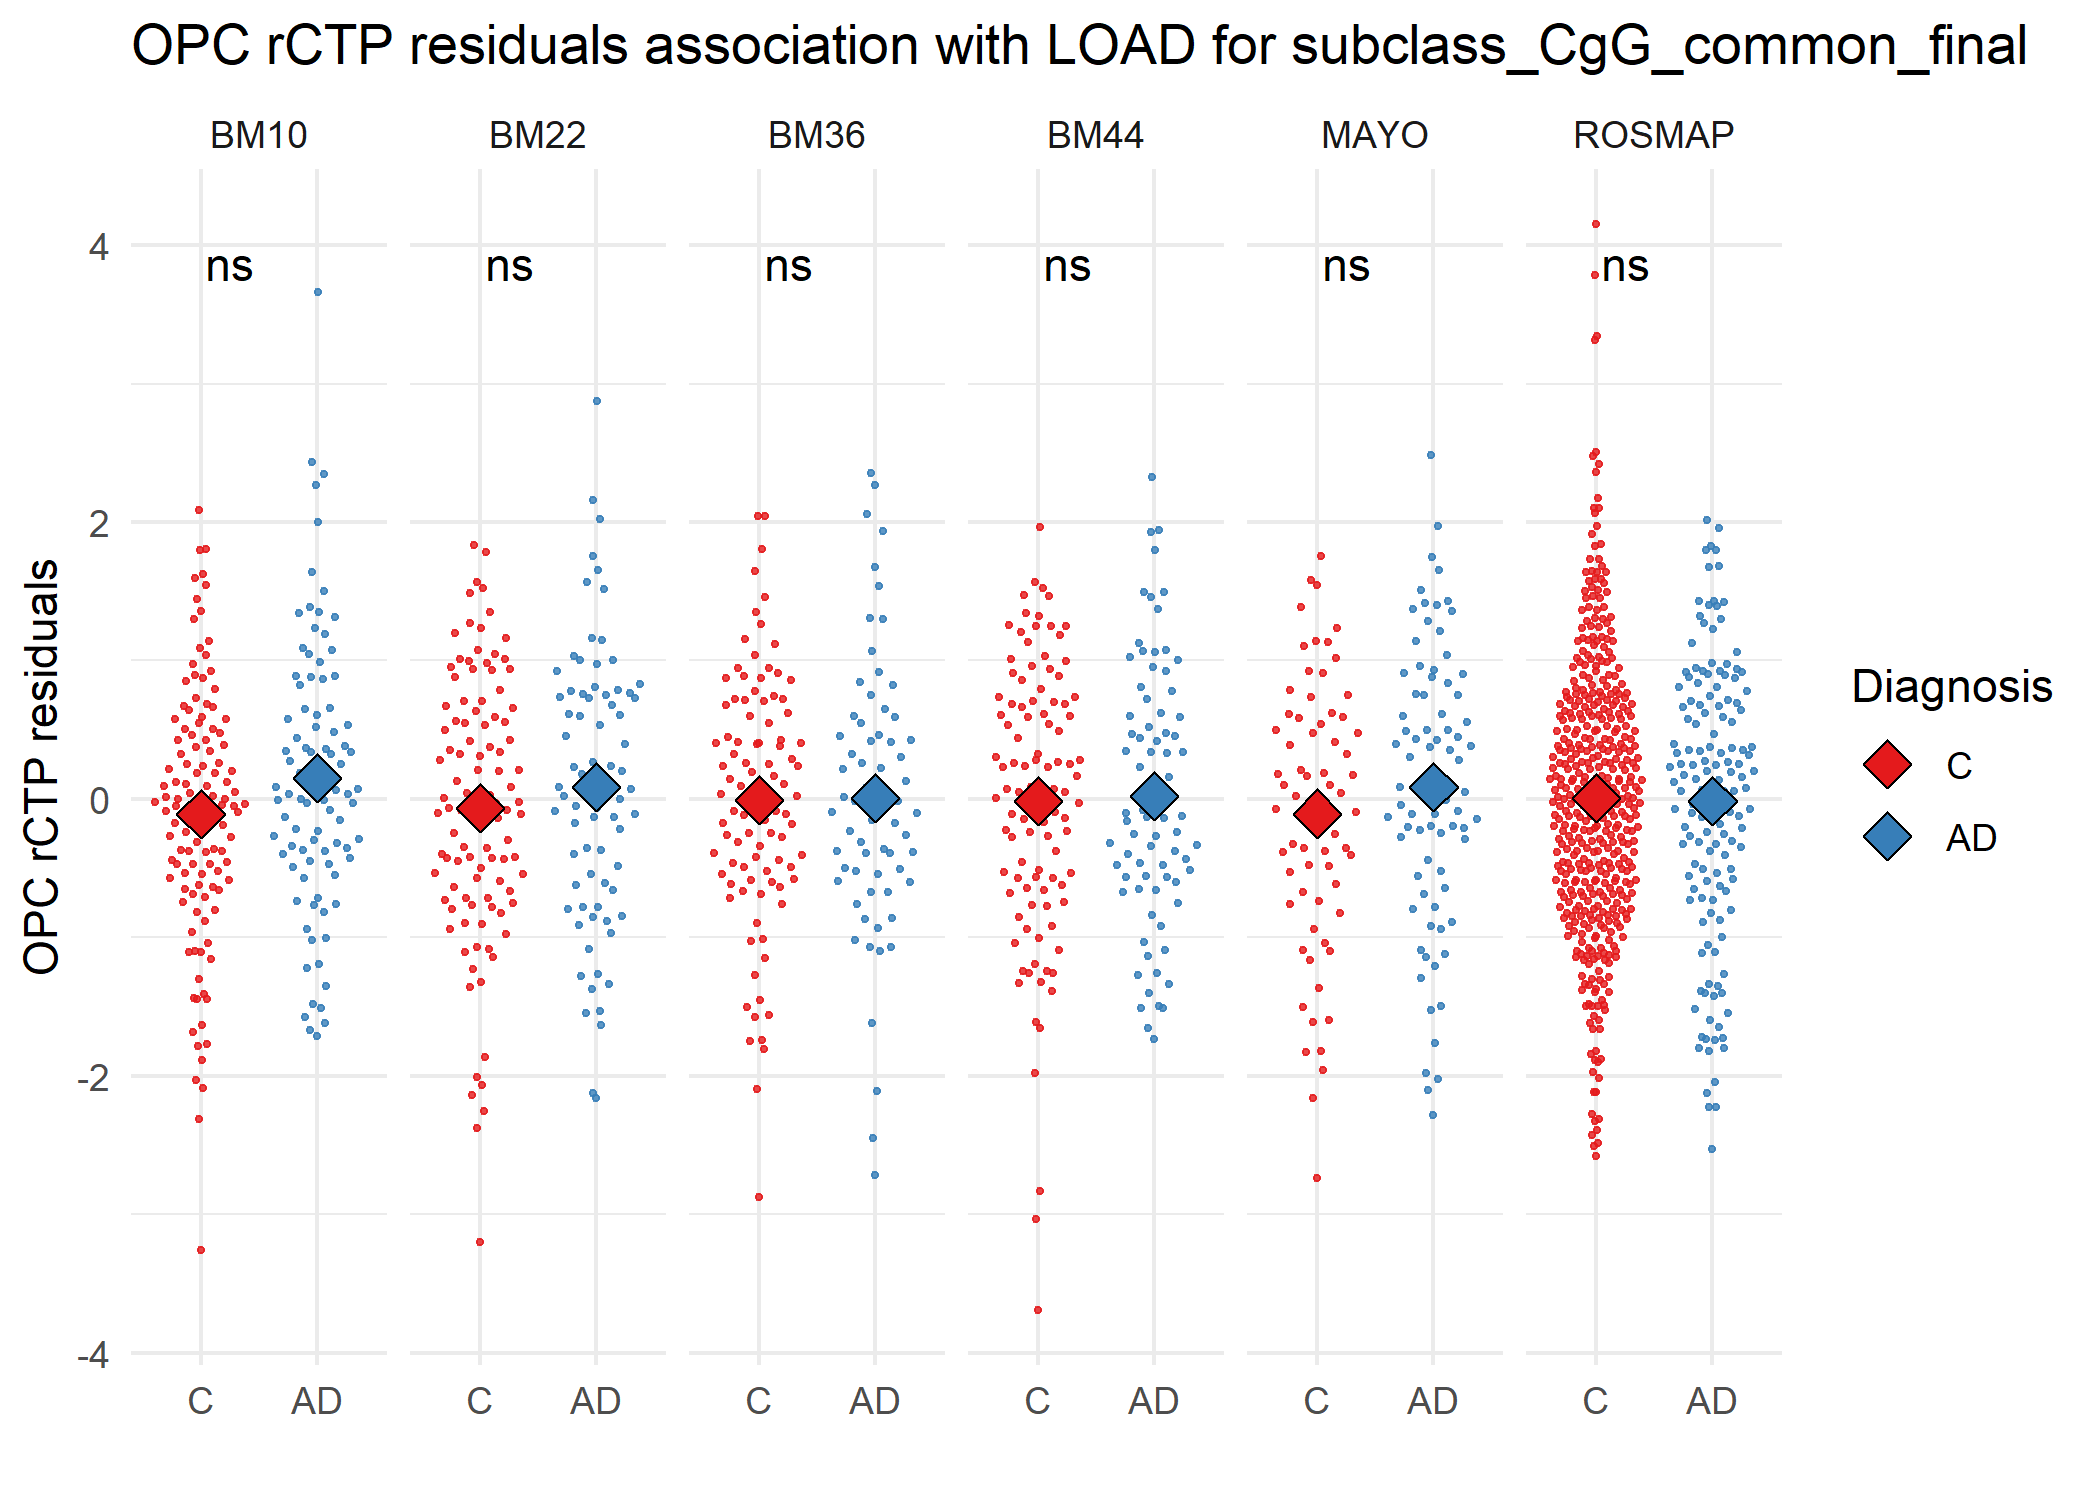 OPC rCTP residuals association with LOAD for subclass_CgG_common_final
BM10 BM22 BM36 BM44 MAYO ROSMAP
4
2
0
-2
-4
OPC rCTP residuals
ns ns ns ns ns ns
C AD C AD C AD C AD C AD C AD
Diagnosis
C
AD